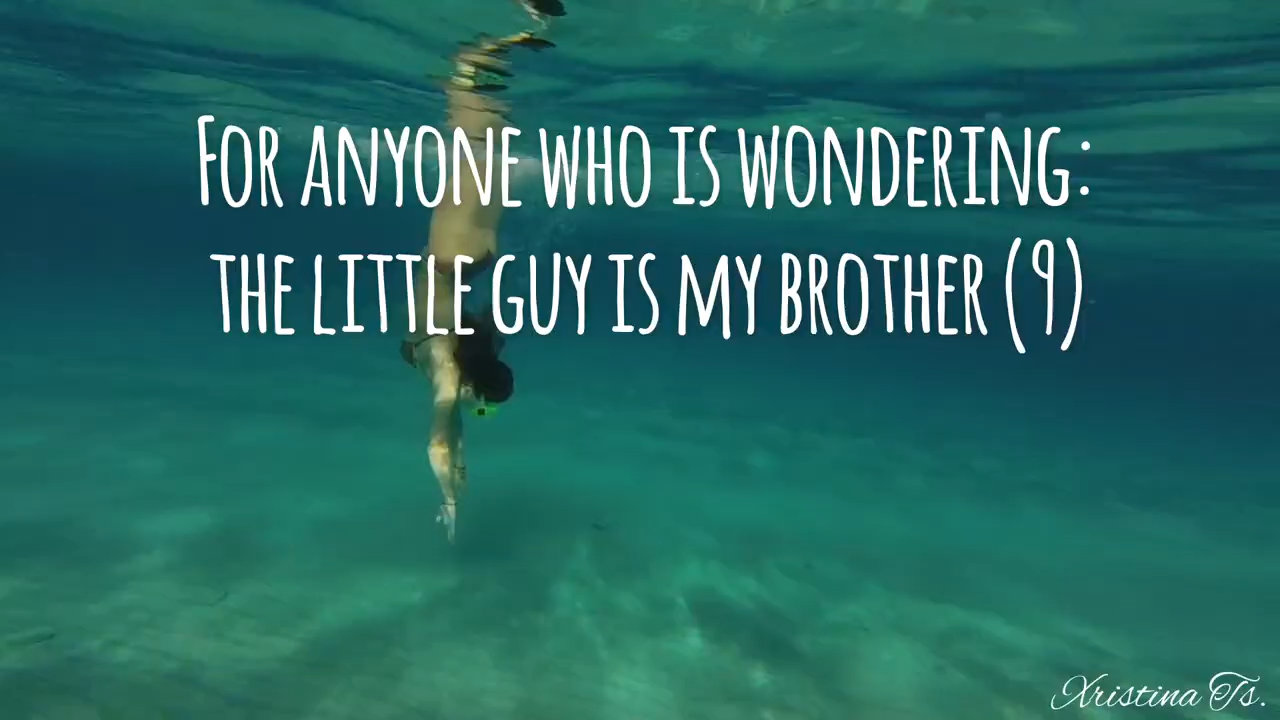 For anyone who is wondering:
the little guy is my brother (9)
Xristina Ts.